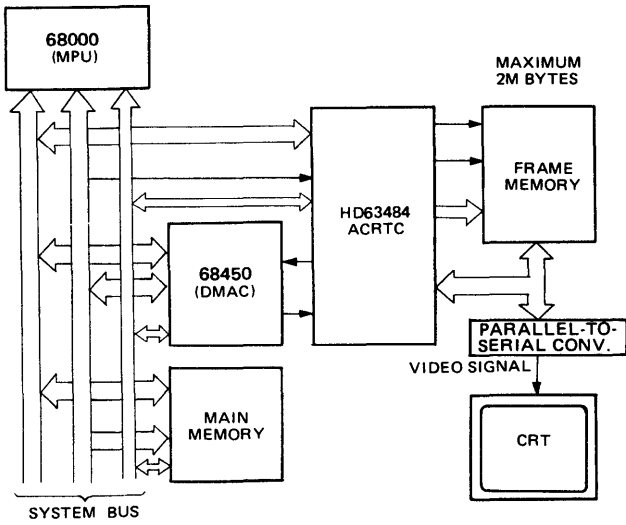 68000
(MPU)
MAXIMUM
2M BYTES
FRAME
MEMORY
HD63484
ACRTC
68450
(DMAC)
PARALLEL-TO-
SERIAL CONV.
VIDEO SIGNAL
MAIN
MEMORY
CRT
SYSTEM BUS